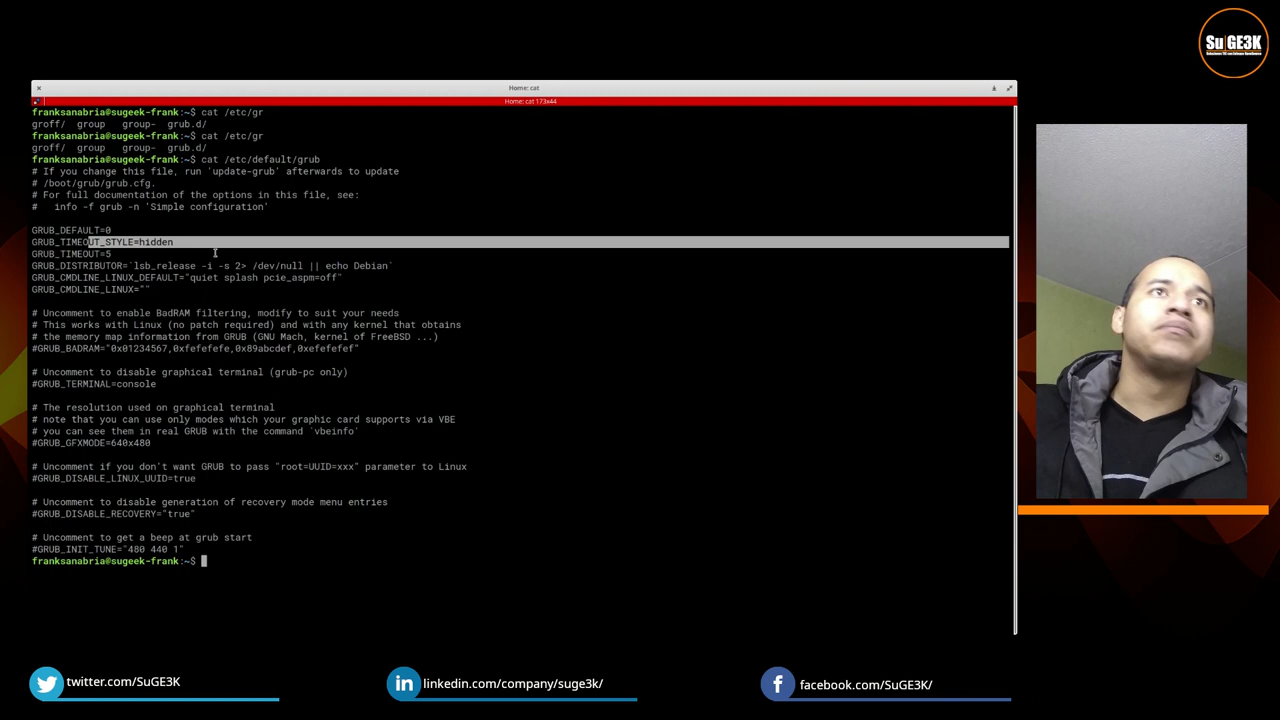 Su GE3K
Home: cat
Home: cat 173x44
franksanabria@sugeek-frank:~$ cat /etc/gr
groff/ group group- grub.d/
franksanabria@sugeek-frank:~$ cat /etc/gr
groff/ group group- grub.d/
franksanabria@sugeek-frank:~$ cat /etc/default/grub
# If you change this file, run 'update-grub' afterwards to update
# /boot/grub/grub.cfg.
# For full documentation of the options in this file, see:
#   info -f grub -n 'Simple configuration'
GRUB_DEFAULT=0
GRUB_TIMEOUT_STYLE=hidden
GRUB_TIMEOUT=5
GRUB_DISTRIBUTOR=`lsb_release -i -s 2> /dev/null || echo Debian`
GRUB_CMDLINE_LINUX_DEFAULT="quiet splash pcie_aspm=off"
GRUB_CMDLINE_LINUX=""
# Uncomment to enable BadRAM filtering, modify to suit your needs
# This works with Linux (no patch required) and with any kernel that obtains
# the memory map information from GRUB (GNU Mach, kernel of FreeBSD ...)
#GRUB_BADRAM="0x01234567,0xfefefefe,0x89abcdef,0xefefefef"
# Uncomment to disable graphical terminal (grub-pc only)
#GRUB_TERMINAL=console
# The resolution used on graphical terminal
# note that you can use only modes which your graphic card supports via VBE
# you can see them in real GRUB with the command `vbeinfo'
#GRUB_GFXMODE=640x480
# Uncomment if you don't want GRUB to pass "root=UUID=xxx" parameter to Linux
#GRUB_DISABLE_LINUX_UUID=true
# Uncomment to disable generation of recovery mode menu entries
#GRUB_DISABLE_RECOVERY="true"
# Uncomment to get a beep at grub start
#GRUB_INIT_TUNE="480 440 1"
franksanabria@sugeek-frank:~$
twitter.com/SuGE3K
in linkedin.com/company/suge3k/
f facebook.com/SuGE3K/